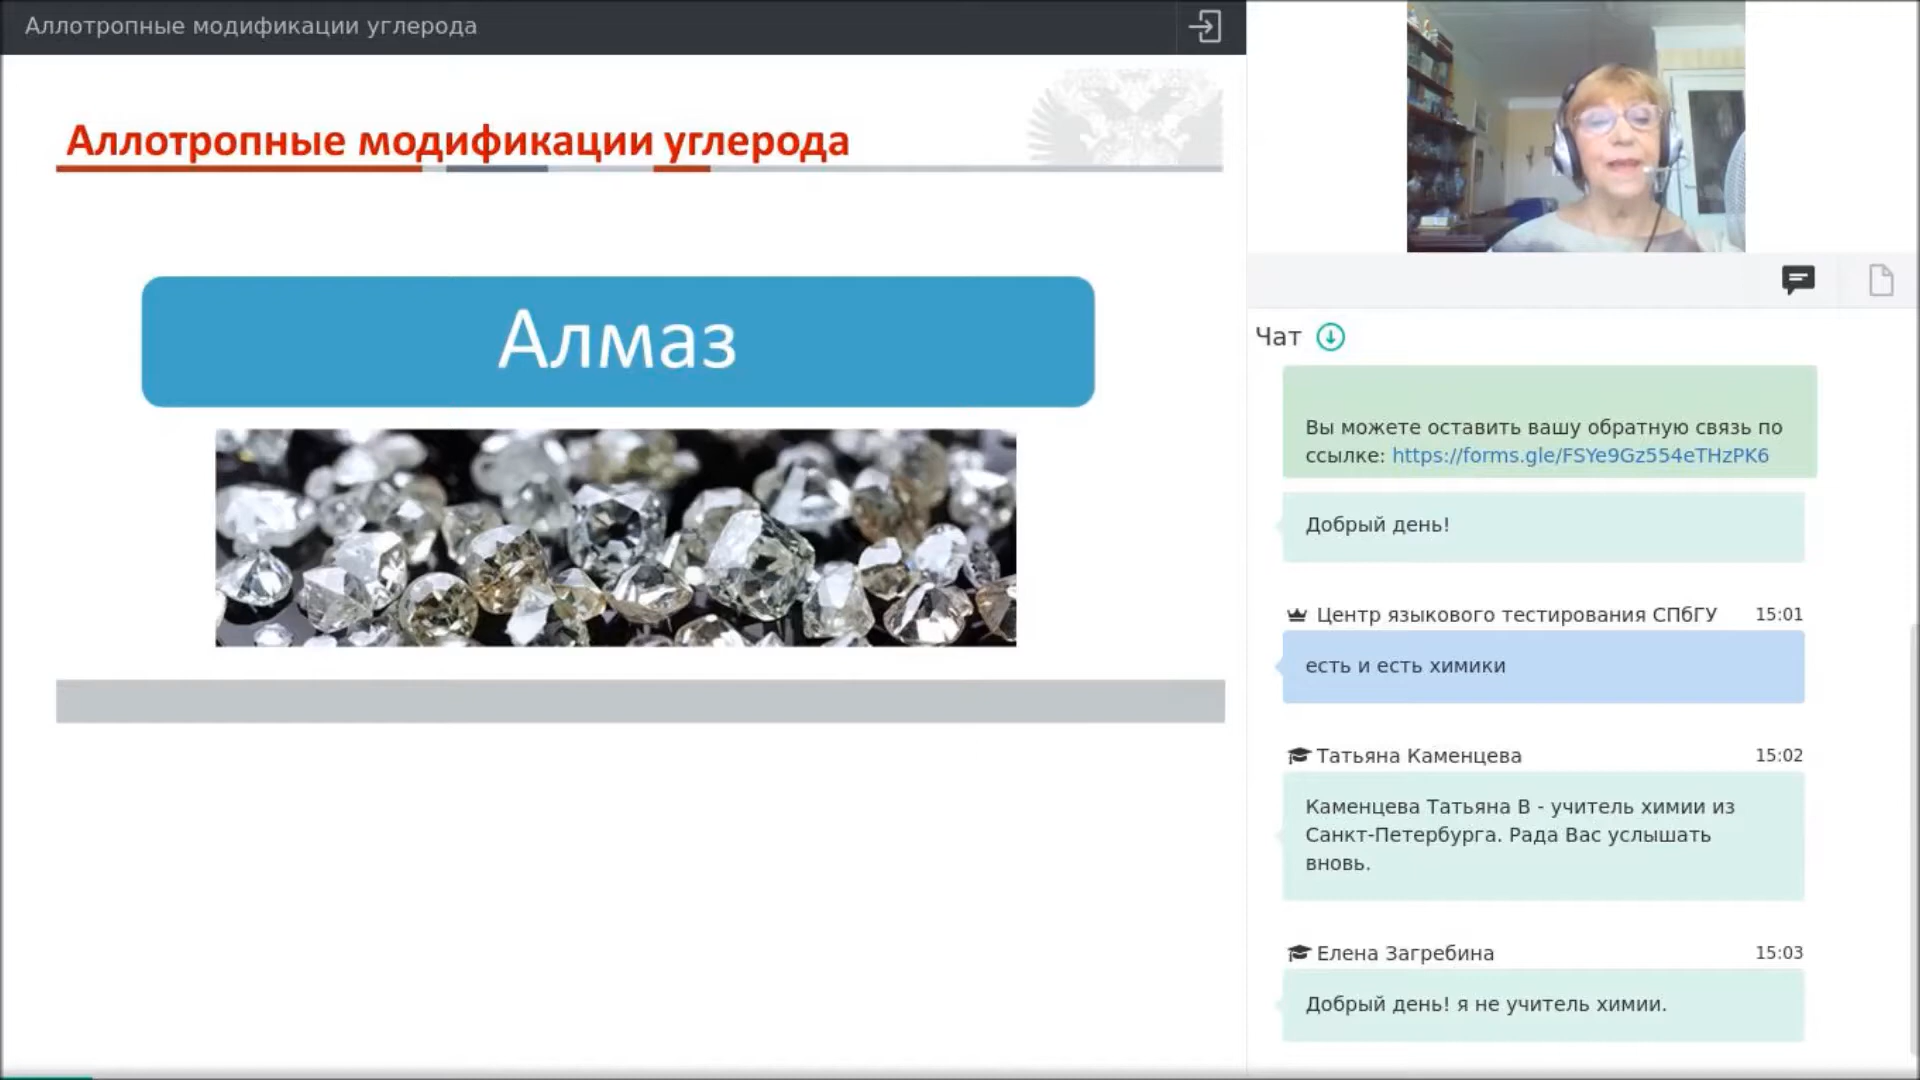 Аллотропные модификации углерода
Аллотропные модификации углерода
Алмаз
Чат
Вы можете оставить вашу обратную связь по
ссылке: https://forms.gle/FSYe9Gz554eTHzPK6
Добрый день!
Центр языкового тестирования СПбГУ 15:01
есть и есть химики
Татьяна Каменцева 15:02
Каменцева Татьяна В - учитель химии из
Санкт-Петербурга. Рада Вас услышать
вновь.
Елена Загребина 15:03
Добрый день! я не учитель химии.